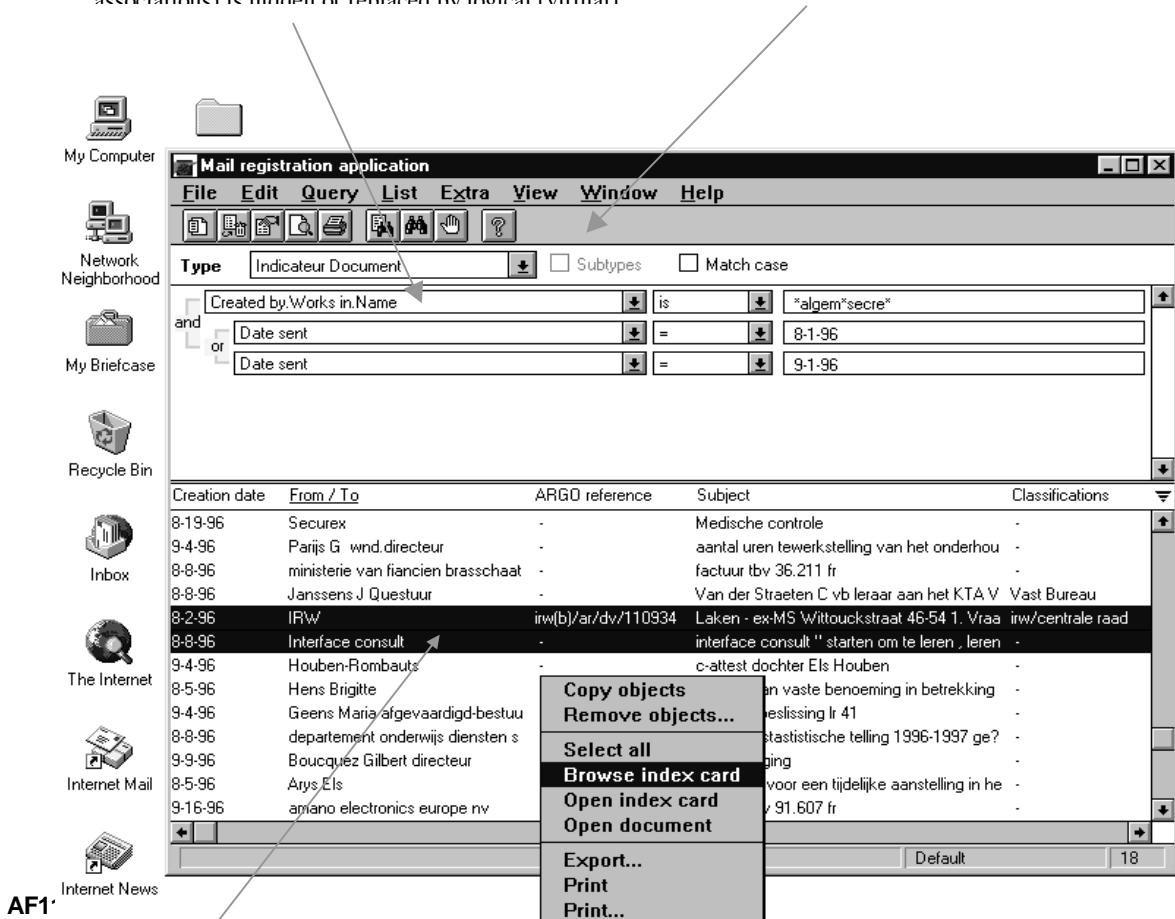 associations) is hidden or replaced by logical (virtual)
My Computer
Network Neighborhood
My Briefcase
Recycle Bin
Inbox
The Internet
Internet Mail
Internet News
Mail registration application
File Edit Query List Extra View Window Help
Type Indicateur Document Subtypes Match case
Created by.Works in.Name is *algem*secre*
and
or
Date sent = 8-1-96
Date sent = 9-1-96
Creation date From / To ARGO reference Subject Classifications
8-19-96 Securex - Medische controle -
9-4-96 Parijs G wnd.directeur - aantal uren tewerkstelling van het onderhou -
8-8-96 ministerie van fiancien brasschaat - factuur tbv 36.211 fr -
8-8-96 Janssens J Questuur - Van der Straeten C vb leraar aan het KTA V Vast Bureau
8-2-96 IRW irw(b)/ar/dv/110934 Laken - ex-MS Wittouckstraat 46-54 1. Vraa irw/centrale raad
8-8-96 Interface consult - interface consult " starten om te leren , leren -
9-4-96 Houben-Rombauts - c-attest dochter Els Houben -
8-5-96 Hens Brigitte an vaste benoeming in betrekking -
9-4-96 Geens Maria afgevaardigd-bestuu eslissing lr 41 -
8-8-96 departement onderwijs diensten s stastistische telling 1996-1997 ge? -
9-9-96 Boucquez Gilbert directeur ging -
8-5-96 Arys Els voor een tijdelijke aanstelling in he -
9-16-96 amano electronics europe nv 91.607 fr -
Copy objects
Remove objects...
Select all
Browse index card
Open index card
Open document
Export...
Print
Print...
Default 18
AF1